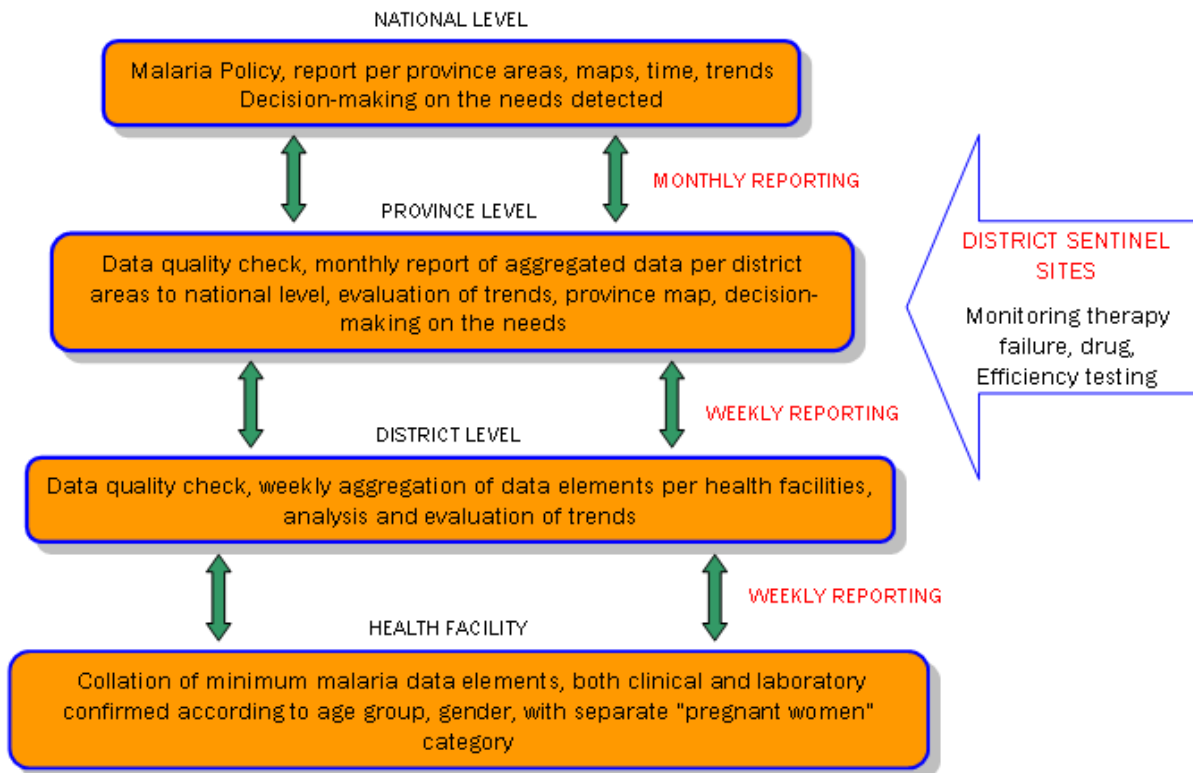 NATIONAL LEVEL
Malaria Policy, report per province areas, maps, time, trends
Decision-making on the needs detected
MONTHLY REPORTING
PROVINCE LEVEL
Data quality check, monthly report of aggregated data per district
areas to national level, evaluation of trends, province map, decision-
making on the needs
DISTRICT SENTINEL
SITES
Monitoring therapy
failure, drug,
Efficiency testing
WEEKLY REPORTING
DISTRICT LEVEL
Data quality check, weekly aggregation of data elements per health facilities,
analysis and evaluation of trends
WEEKLY REPORTING
HEALTH FACILITY
Collation of minimum malaria data elements, both clinical and laboratory
confirmed according to age group, gender, with separate "pregnant women"
category